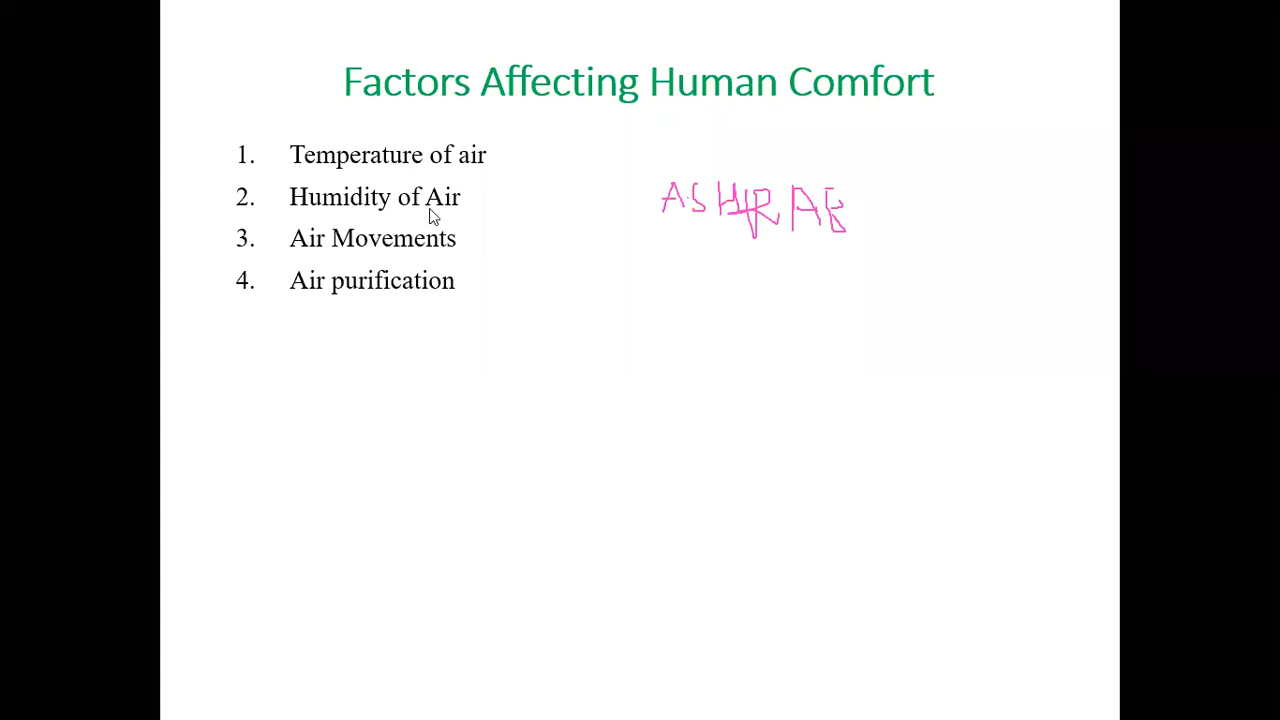 Factors Affecting Human Comfort
1. Temperature of air
2. Humidity of Air
3. Air Movements
4. Air purification
ASHRAE